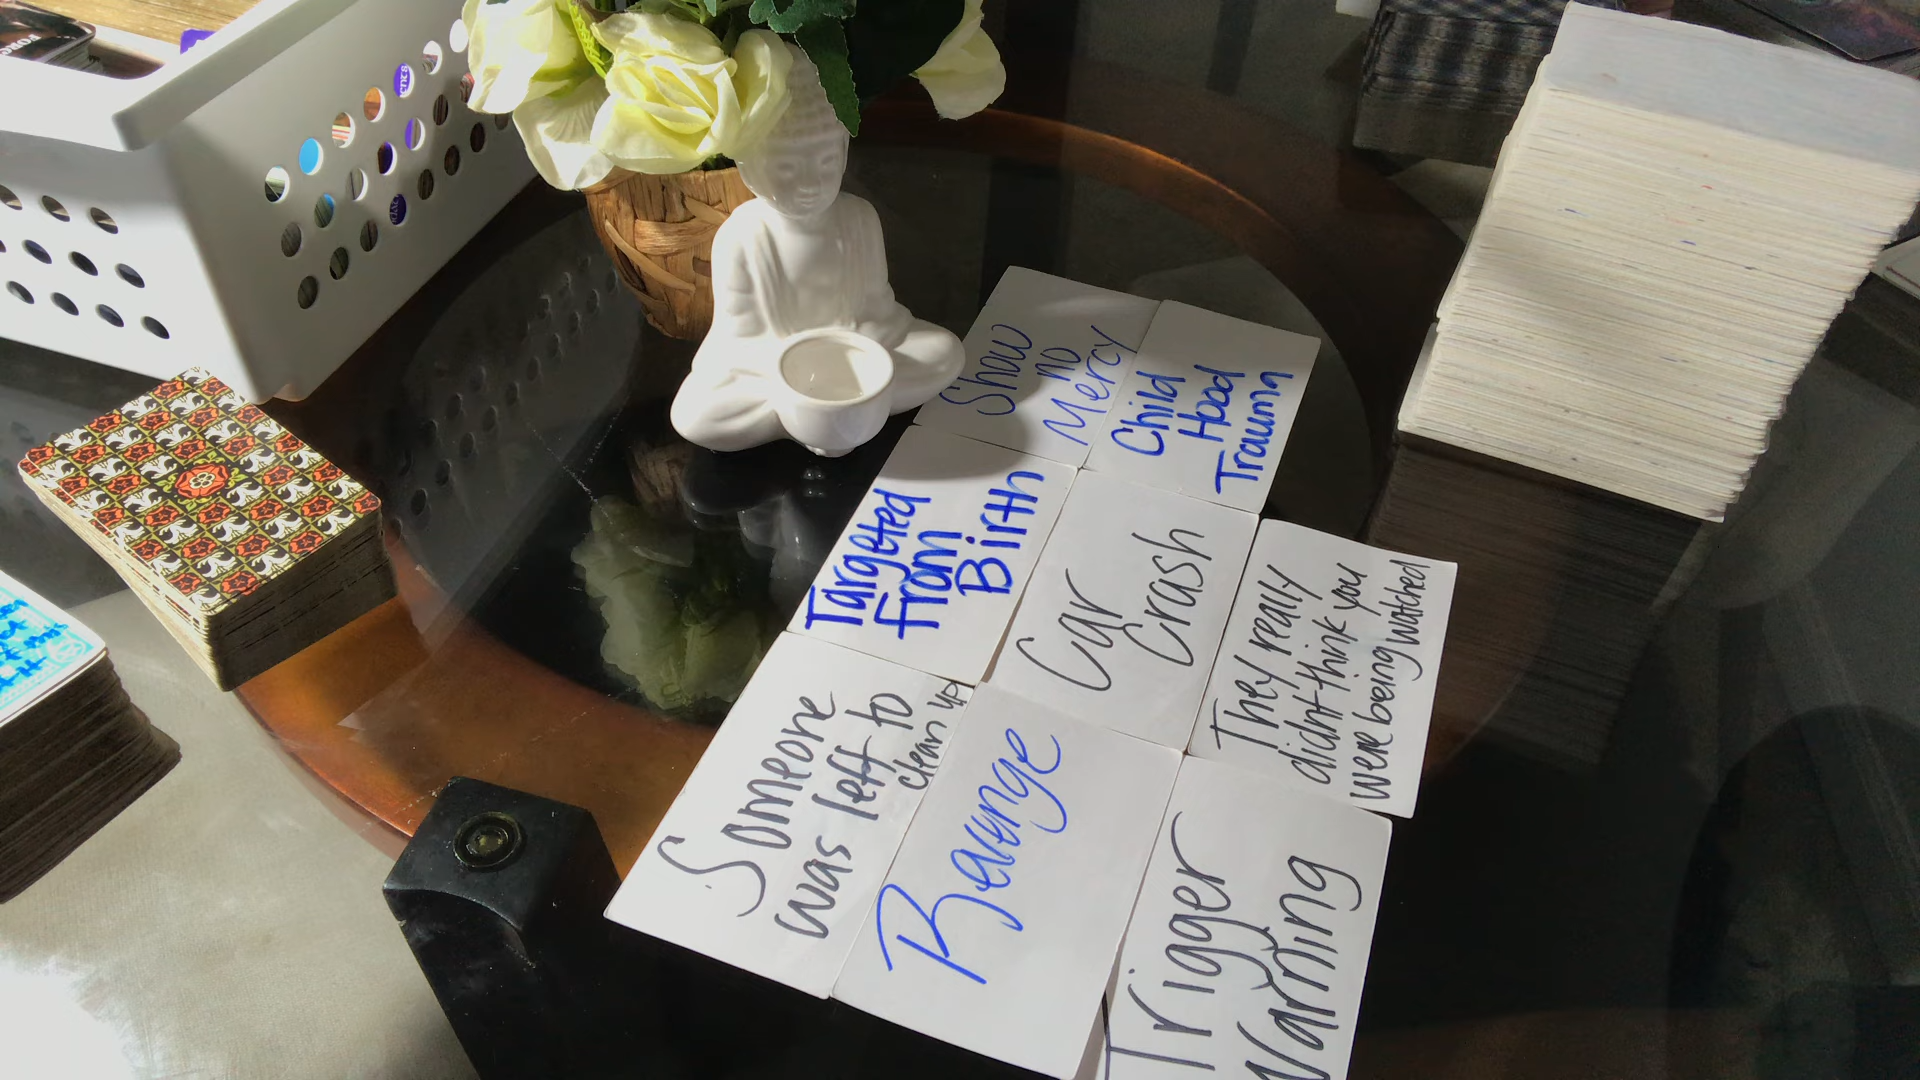 Show
no
Mercy
Child
Hood
Trauma
Targeted
From
Birth
Car
Crash
They really
didnt think you
were being watched
Someone
was left to
clean up
Revenge
Trigger
Warning